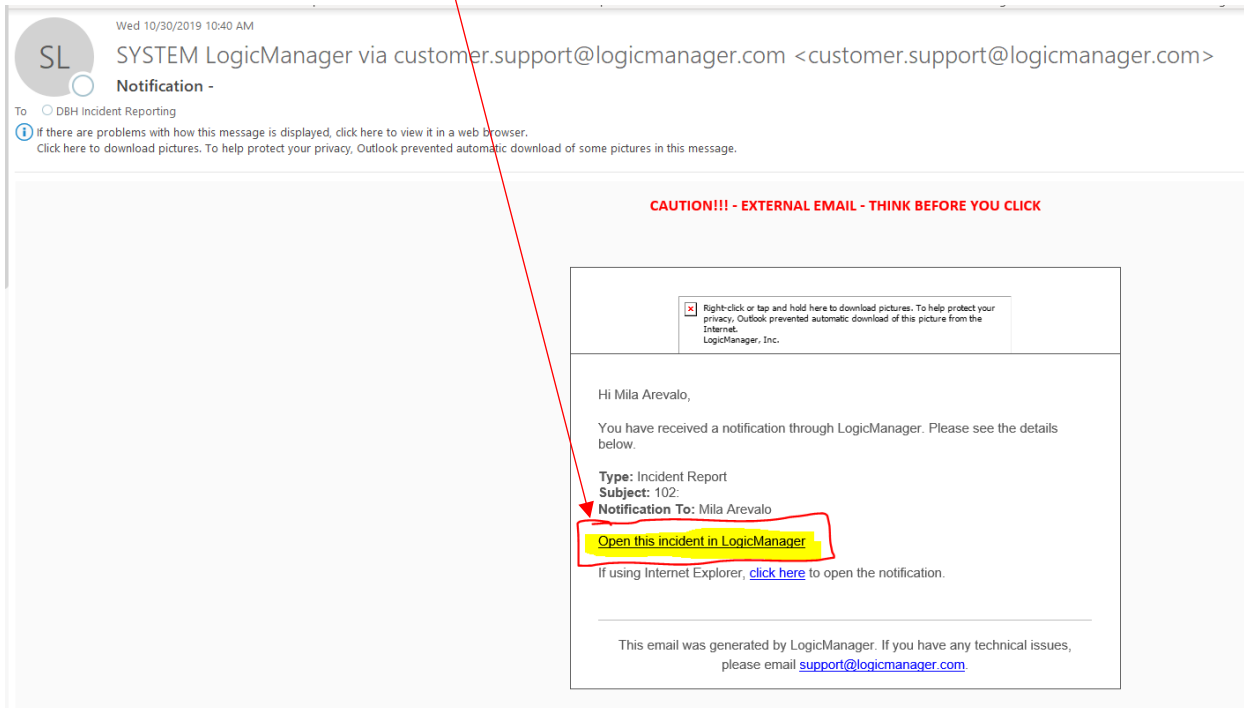 Wed 10/30/2019 10:40 AM
SL
SYSTEM LogicManager via customer.support@logicmanager.com <customer.support@logicmanager.com>
Notification -
To DBH Incident Reporting
If there are problems with how this message is displayed, click here to view it in a web browser.
Click here to download pictures. To help protect your privacy, Outlook prevented automatic download of some pictures in this message.
CAUTION!!! - EXTERNAL EMAIL - THINK BEFORE YOU CLICK
Right-click or tap and hold here to download pictures. To help protect your
privacy, Outlook prevented automatic download of this picture from the
Internet.
LogicManager, Inc.
Hi Mila Arevalo,
You have received a notification through LogicManager. Please see the details
below.
Type: Incident Report
Subject: 102:
Notification To: Mila Arevalo
Open this incident in LogicManager
If using Internet Explorer, click here to open the notification.
This email was generated by LogicManager. If you have any technical issues,
please email support@logicmanager.com.